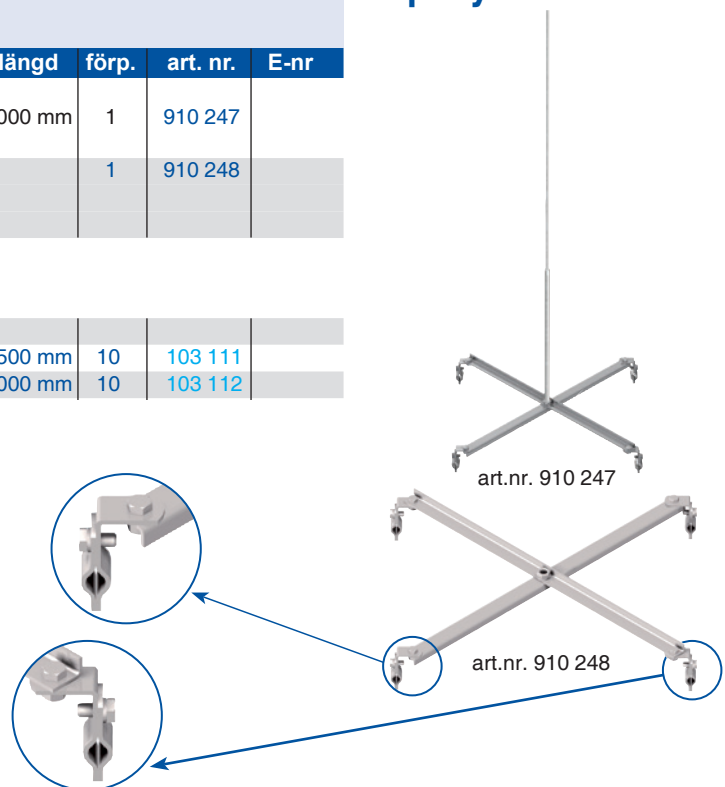 längd förp. art. nr. E-nr
000 mm 1 910 247
1 910 248
500 mm 10 103 111
000 mm 10 103 112
art.nr. 910 247
art.nr. 910 248